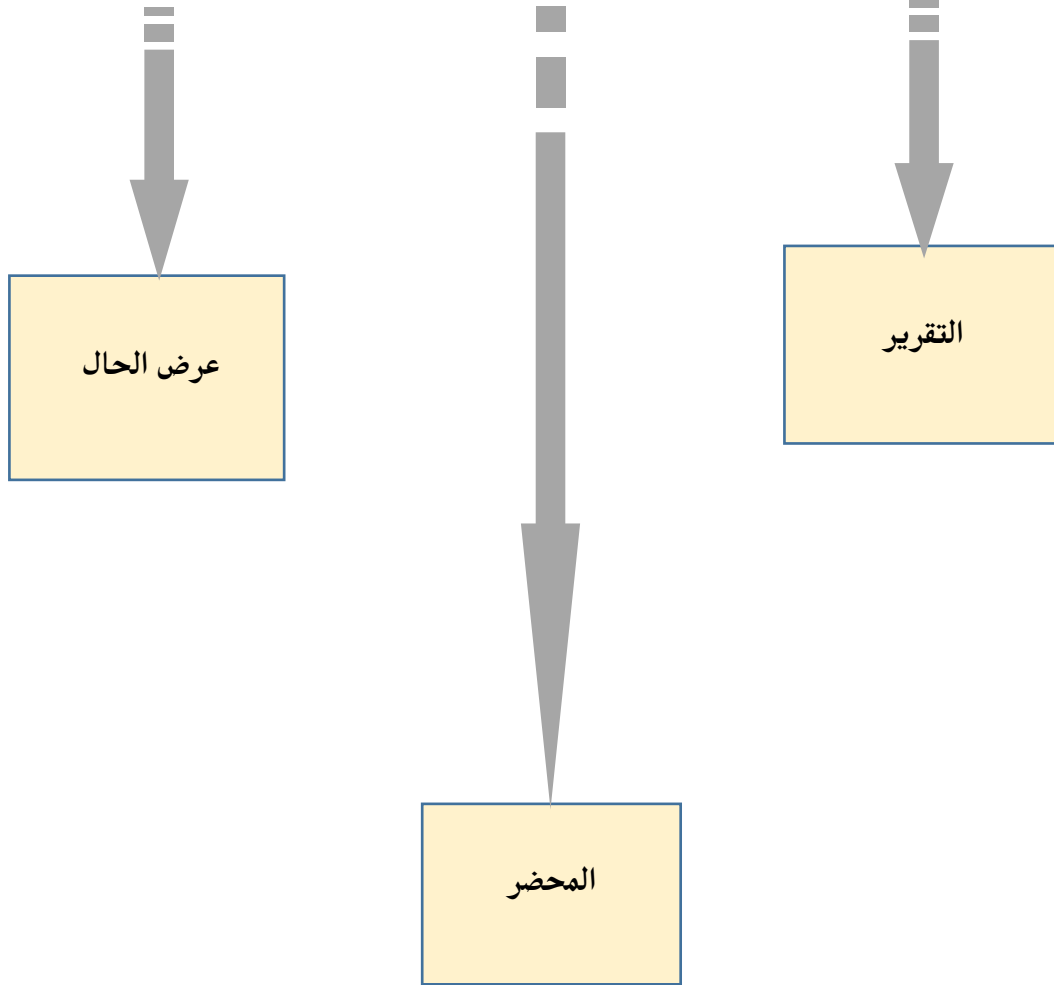 التقرير
عرض الحال
المحضر